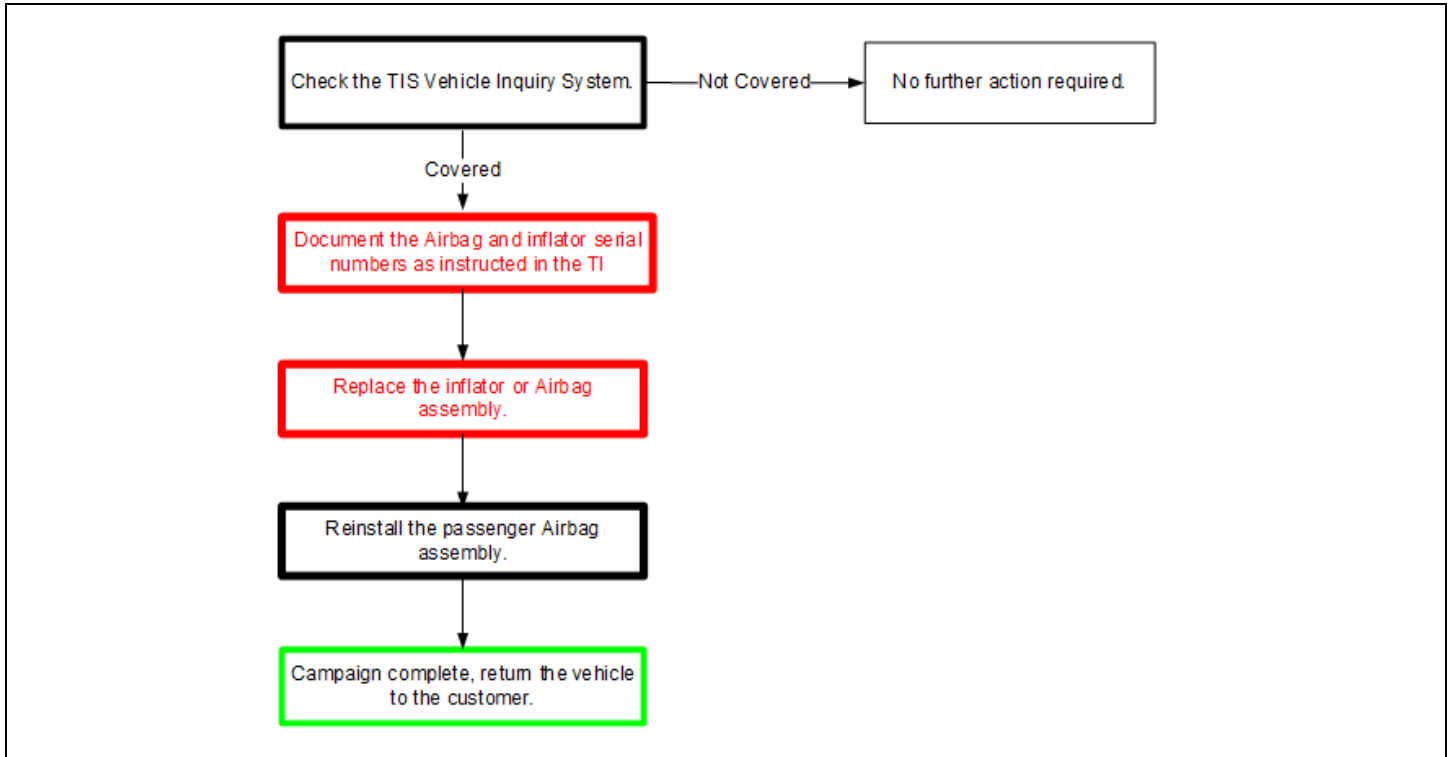 Check the TIS Vehicle Inquiry System.
Not Covered
No further action required.
Covered
Document the Airbag and inflator serial
numbers as instructed in the TI
Replace the inflator or Airbag
assembly.
Reinstall the passenger Airbag
assembly.
Campaign complete, return the vehicle
to the customer.